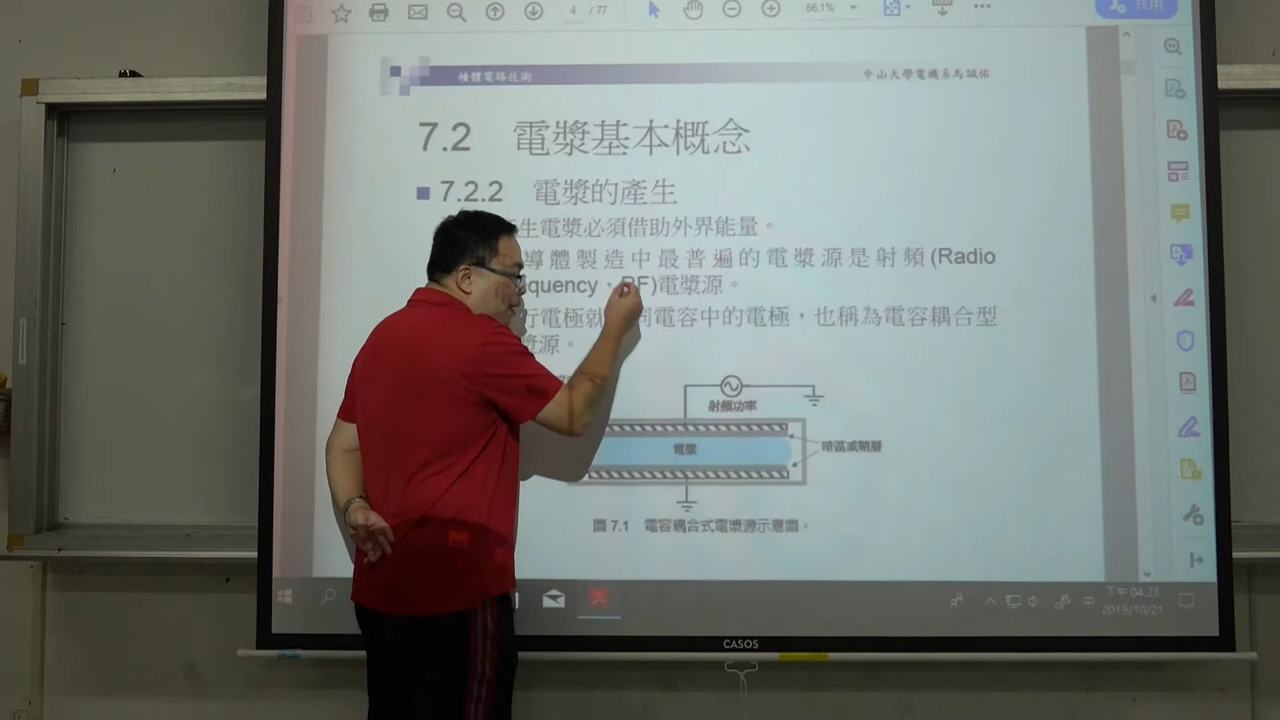 4 / 77
66.1%
共用
積體電路技術
中山大學電機系馬誠佑
7.2 電漿基本概念
7.2.2 電漿的產生
生電漿必須借助外界能量。
導體製造中最普遍的電漿源是射頻(Radio
quency，RF)電漿源。
行電極就 同電容中的電極，也稱為電容耦合型
漿源。
射頻功率
電漿
暗區或鞘層
圖 7.1 電容耦合式電漿源示意圖。
中
下午 04:23
2019/10/21
CASOS